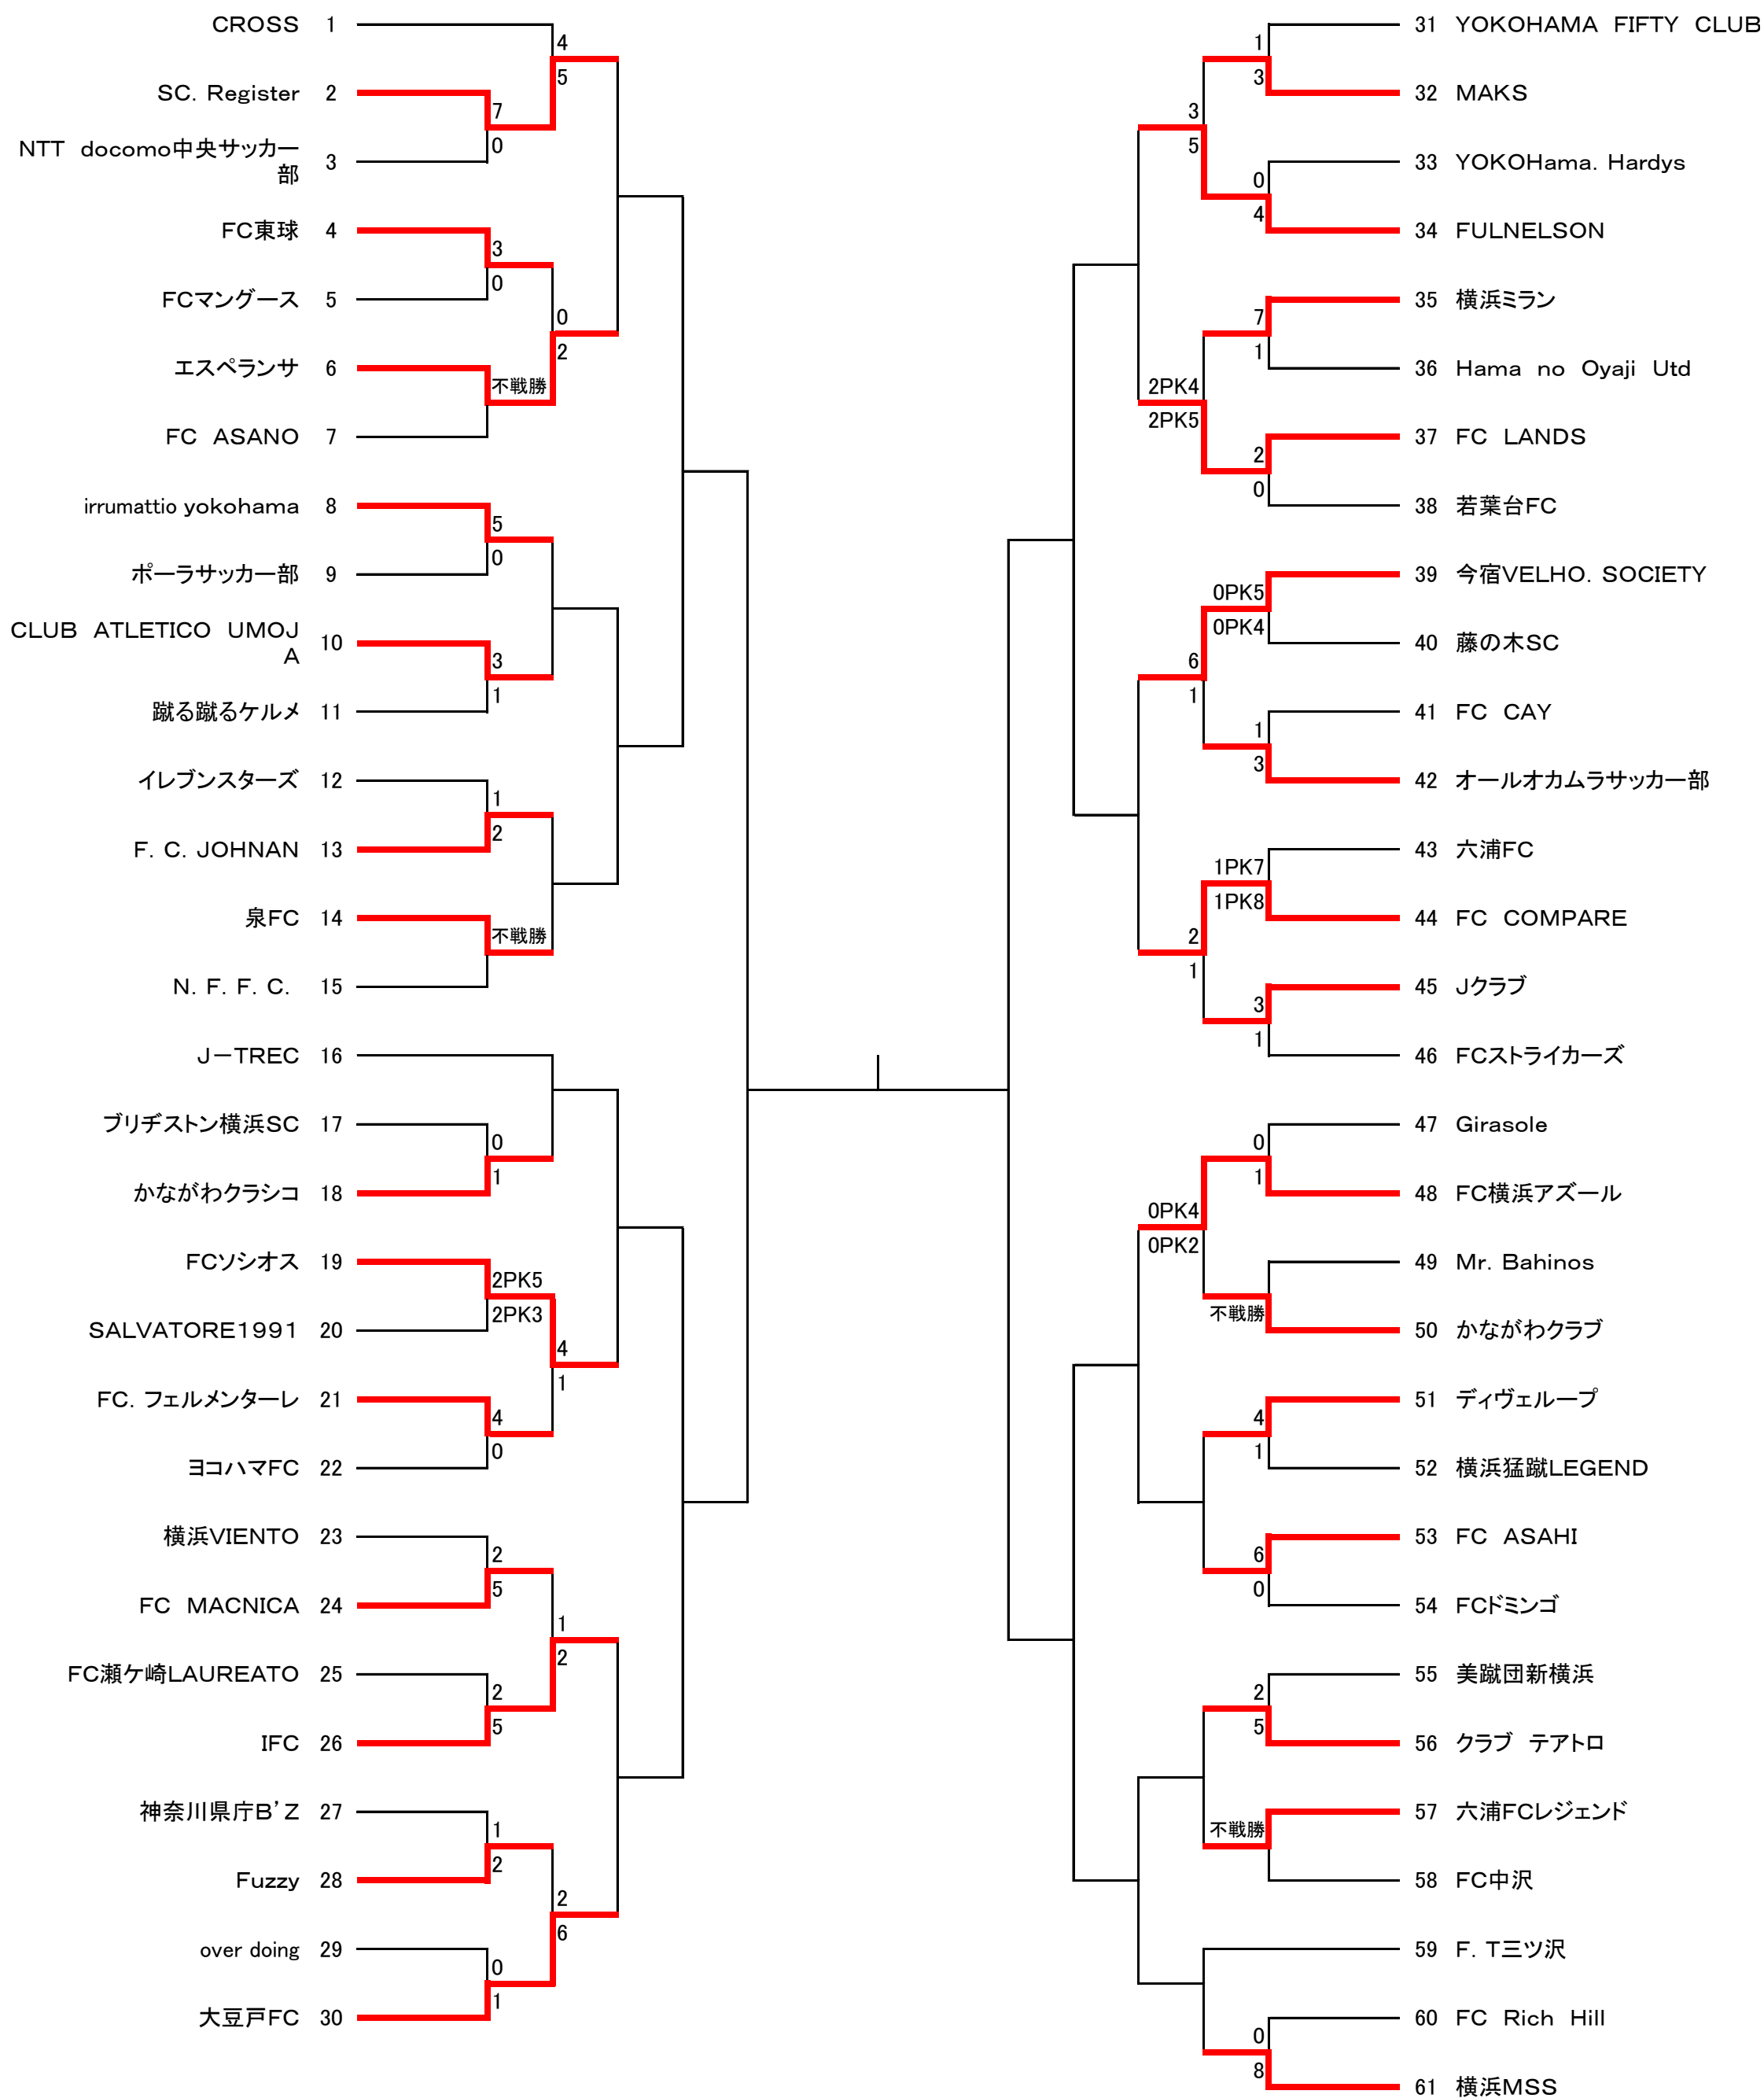 CROSS 1
4
5
SC. Register 2
7
0
NTT docomo中央サッカー
部 3
FC東球 4
3
0
FCマングース 5
0
2
エスペランサ 6
不戦勝
FC ASANO 7
irrumattio yokohama 8
5
0
ポーラサッカー部 9
CLUB ATLETICO UMOJ
A 10
3
1
蹴る蹴るケルメ 11
イレブンスターズ 12
1
2
F. C. JOHNAN 13
泉FC 14
不戦勝
N. F. F. C. 15
J－TREC 16
ブリヂストン横浜SC 17
0
1
かながわクラシコ 18
FCソシオス 19
2PK5
2PK3
SALVATORE1991 20
4
1
FC. フェルメンターレ 21
4
0
ヨコハマFC 22
横浜VIENTO 23
2
5
FC MACNICA 24
1
2
FC瀬ケ崎LAUREATO 25
2
5
IFC 26
神奈川県庁B’Z 27
1
2
Fuzzy 28
2
6
over doing 29
0
1
大豆戸FC 30
31 YOKOHAMA FIFTY CLUB
1
3
32 MAKS
3
5
33 YOKOHama. Hardys
0
4
34 FULNELSON
35 横浜ミラン
7
1
36 Hama no Oyaji Utd
2PK4
2PK5
37 FC LANDS
2
0
38 若葉台FC
39 今宿VELHO. SOCIETY
0PK5
0PK4
40 藤の木SC
6
1
41 FC CAY
1
3
42 オールオカムラサッカー部
43 六浦FC
1PK7
1PK8
44 FC COMPARE
2
1
45 Jクラブ
3
1
46 FCストライカーズ
47 Girasole
0
1
48 FC横浜アズール
0PK4
0PK2
49 Mr. Bahinos
不戦勝
50 かながわクラブ
51 ディヴェループ
4
1
52 横浜猛蹴LEGEND
53 FC ASAHI
6
0
54 FCドミンゴ
55 美蹴団新横浜
2
5
56 クラブ テアトロ
57 六浦FCレジェンド
不戦勝
58 FC中沢
59 F. T三ツ沢
60 FC Rich Hill
0
8
61 横浜MSS